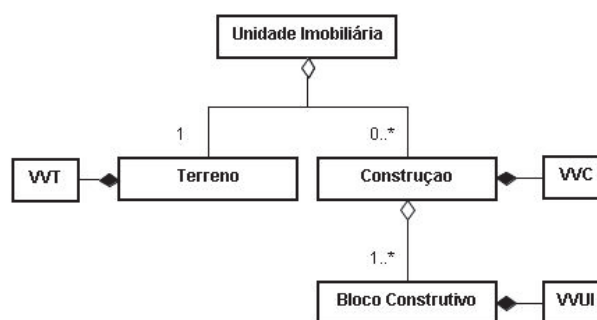 Unidade Imobiliária
1
0..*
VVT
Terreno
Construçao
VVC
1..*
Bloco Construtivo
VVUI